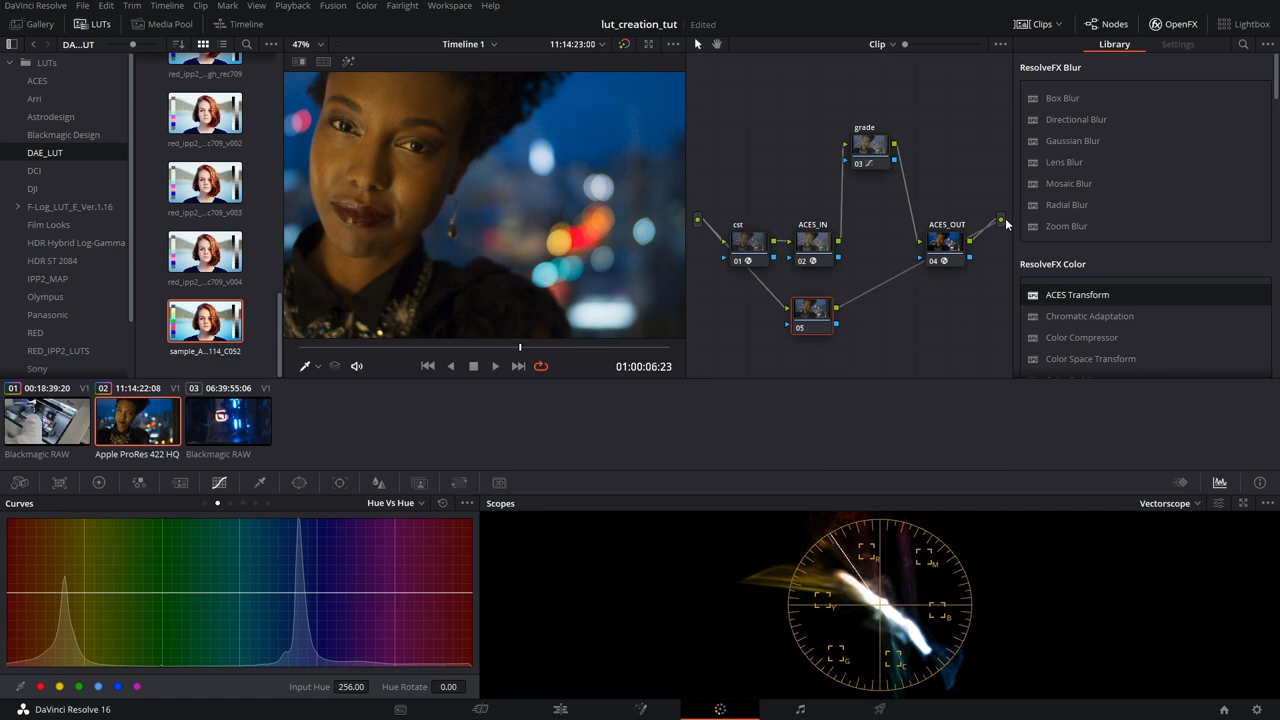 DaVinci Resolve File Edit Trim Timeline Clip Mark View Playback Fusion Color Fairlight Workspace Help
Gallery LUTs Media Pool Timeline lut_creation_tut Edited Clips Nodes OpenFX Lightbox
DA...UT 47% Timeline 1 11:14:23:00 Clip Library Settings
LUTs
ACES
Arri
Astrodesign
Blackmagic Design
DAE_LUT
DCI
DJI
F-Log_LUT_E_Ver.1.16
Film Looks
HDR Hybrid Log-Gamma
HDR ST 2084
IPP2_MAP
Olympus
Panasonic
RED
RED_IPP2_LUTS
Sony
red_ipp2_...gh_rec709
red_ipp2_...c709_v002
red_ipp2_...c709_v003
red_ipp2_...c709_v004
sample_A...114_C052
01:00:06:23
grade
03
cst
01
ACES_IN
02
ACES_OUT
04
05
ResolveFX Blur
Box Blur
Directional Blur
Gaussian Blur
Lens Blur
Mosaic Blur
Radial Blur
Zoom Blur
ResolveFX Color
ACES Transform
Chromatic Adaptation
Color Compressor
Color Space Transform
01 00:18:39:20 V1 02 11:14:22:08 V1 03 06:39:55:06 V1
Blackmagic RAW Apple ProRes 422 HQ Blackmagic RAW
Curves Hue Vs Hue Scopes Vectorscope
R
M
Y
B
G
C
Input Hue 256.00 Hue Rotate 0.00
DaVinci Resolve 16